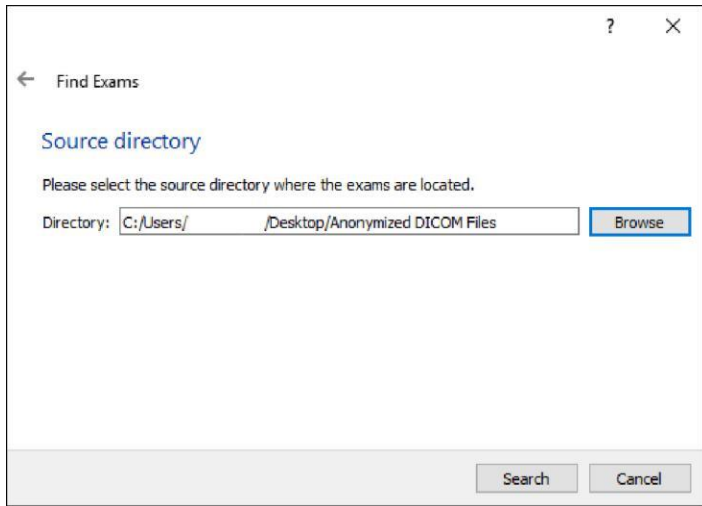 ?
Find Exams
Source directory
Please select the source directory where the exams are located.
Directory: C:/Users/ /Desktop/Anonymized DICOM Files Browse
Search Cancel